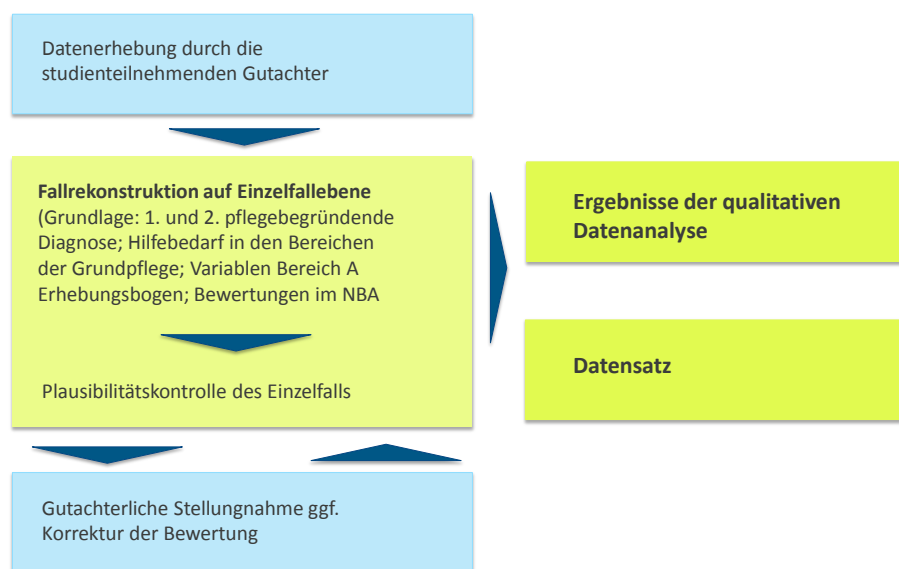 Datenerhebung durch die
studienteilnehmenden Gutachter
Fallrekonstruktion auf Einzelfallebene
(Grundlage: 1. und 2. pflegebegründende
Diagnose; Hilfebedarf in den Bereichen
der Grundpflege; Variablen Bereich A
Erhebungsbogen; Bewertungen im NBA
Plausibilitätskontrolle des Einzelfalls
Gutachterliche Stellungnahme ggf.
Korrektur der Bewertung
Ergebnisse der qualitativen
Datenanalyse
Datensatz